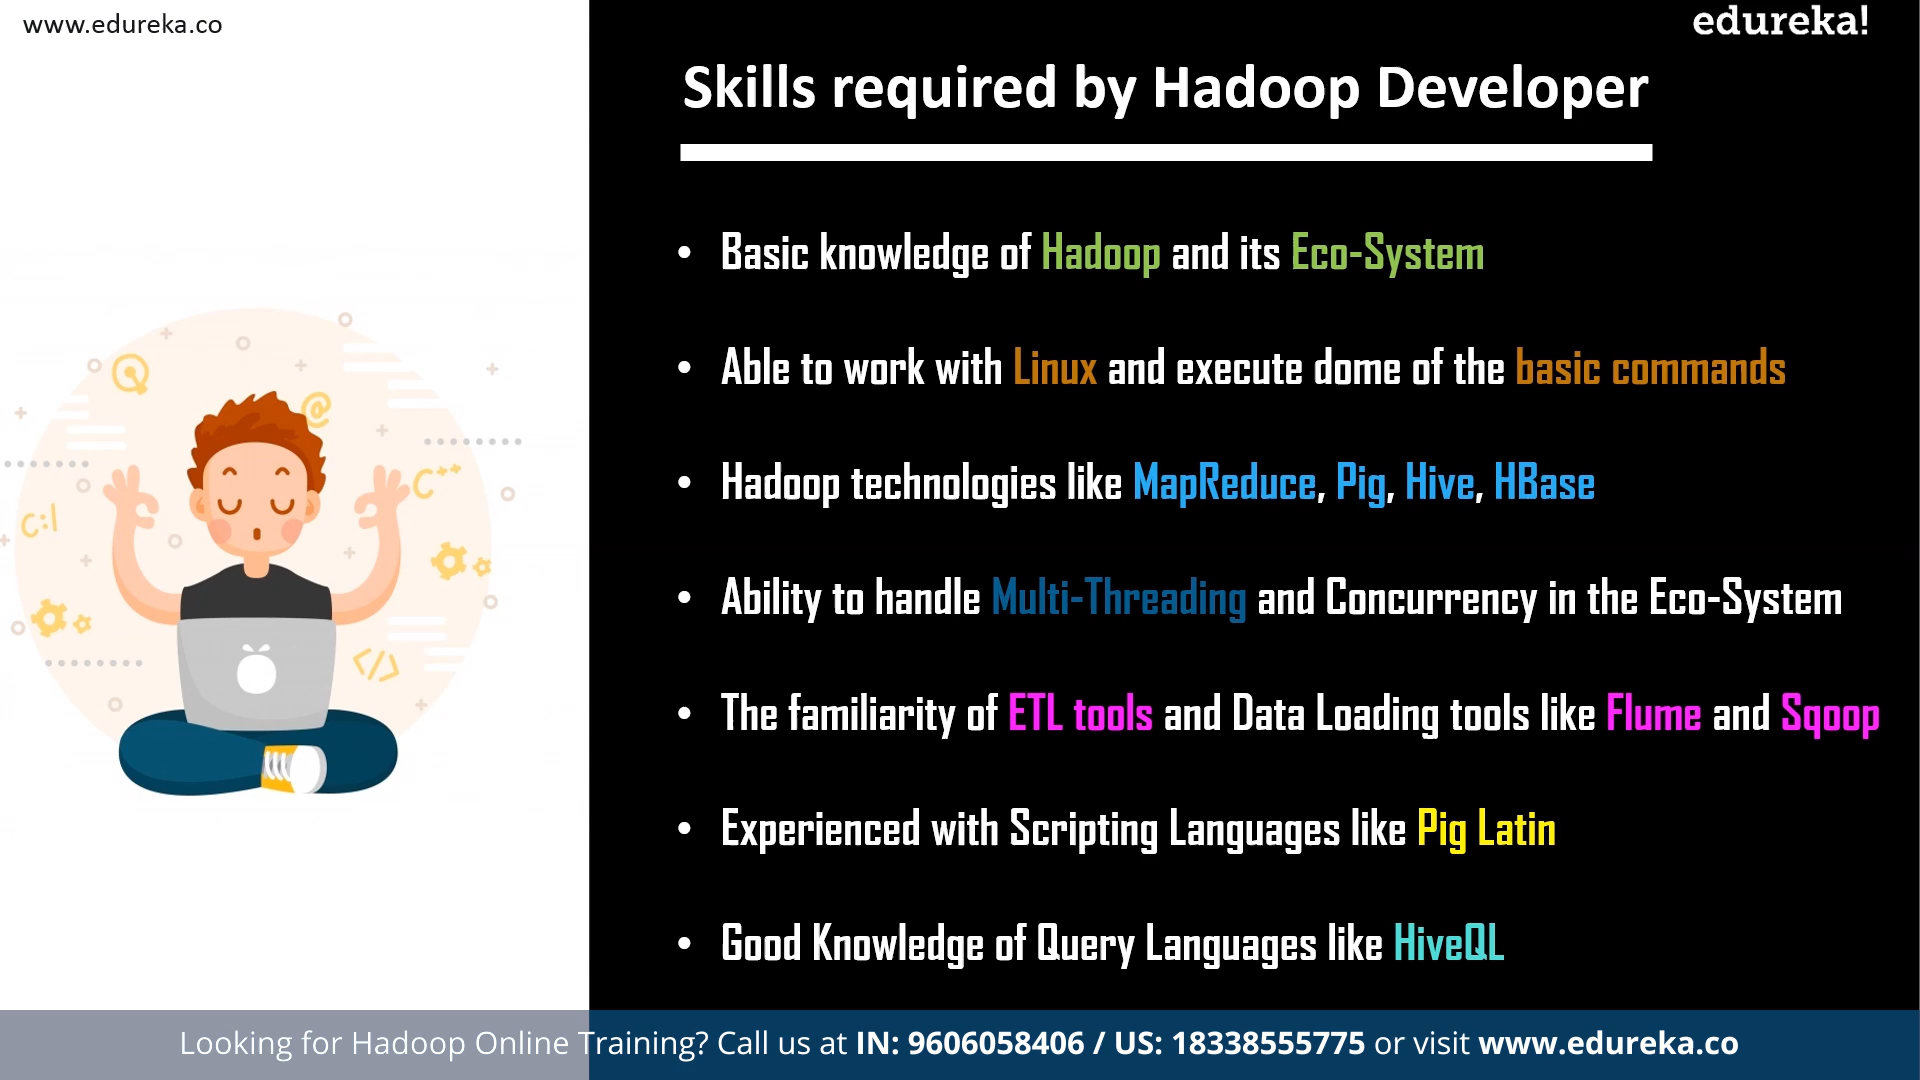 www.edureka.co
edureka!
Skills required by Hadoop Developer
• Basic knowledge of Hadoop and its Eco-System
• Able to work with Linux and execute dome of the basic commands
• Hadoop technologies like MapReduce, Pig, Hive, HBase
• Ability to handle Multi-Threading and Concurrency in the Eco-System
• The familiarity of ETL tools and Data Loading tools like Flume and Sqoop
• Experienced with Scripting Languages like Pig Latin
• Good Knowledge of Query Languages like HiveQL
@
C++
C:\
</>
Looking for Hadoop Online Training? Call us at IN: 9606058406 / US: 18338555775 or visit www.edureka.co